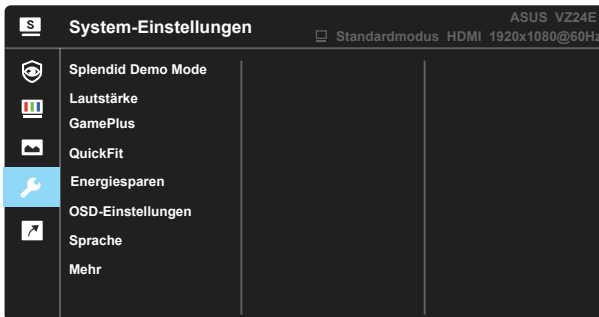 S
System-Einstellungen
ASUS VZ24E
Standardmodus HDMI 1920x1080@60Hz
Splendid Demo Mode
Lautstärke
GamePlus
QuickFit
Energiesparen
OSD-Einstellungen
Sprache
Mehr